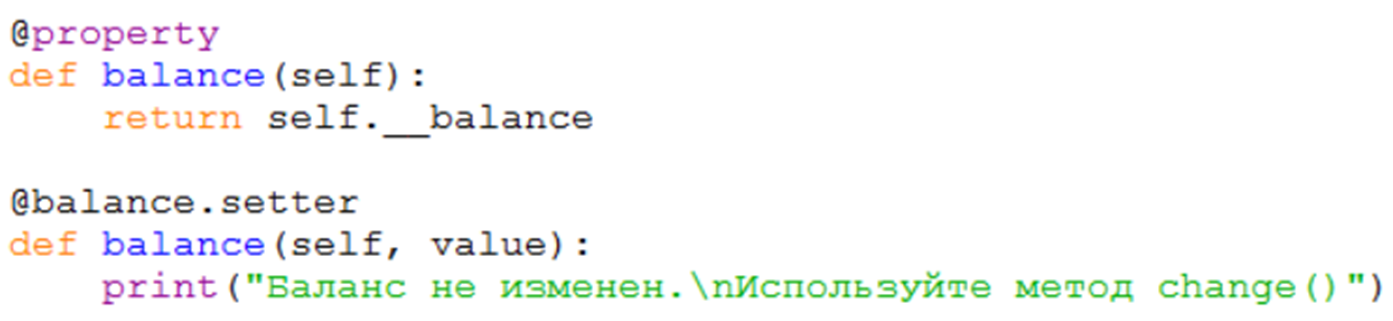 @property
def balance(self):
    return self.__balance

@balance.setter
def balance(self, value):
    print("Баланс не изменен.\nИспользуйте метод change()")